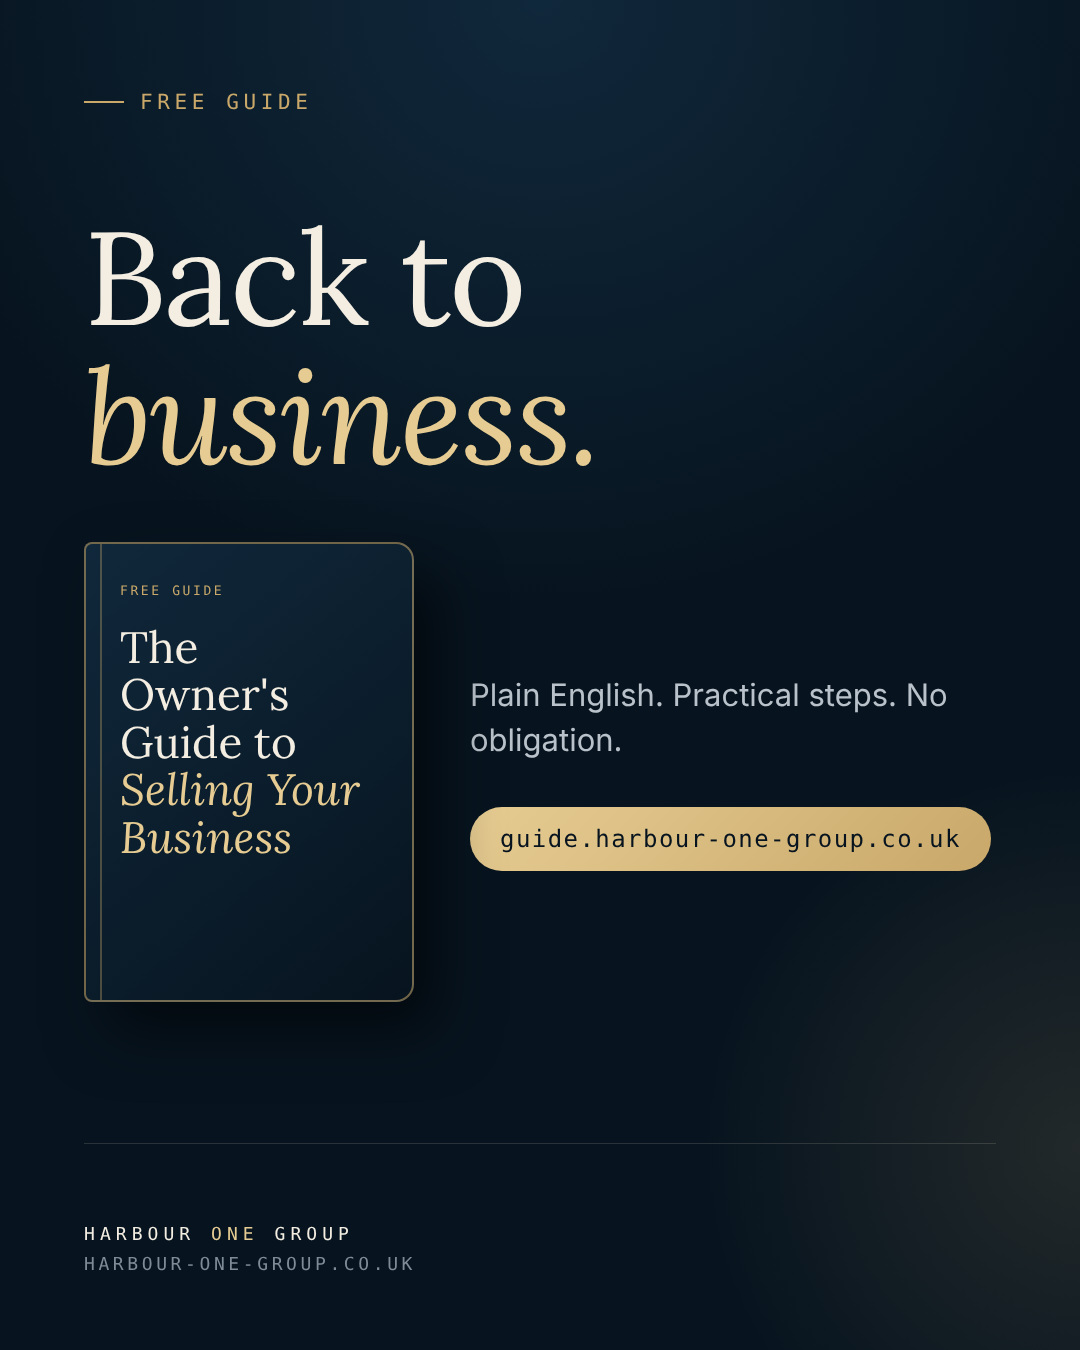 FREE GUIDE
Back to
business.
FREE GUIDE
The
Owner's
Guide to
Selling Your
Business
Plain English. Practical steps. No
obligation.
guide.harbour-one-group.co.uk
HARBOUR ONE GROUP
HARBOUR-ONE-GROUP.CO.UK